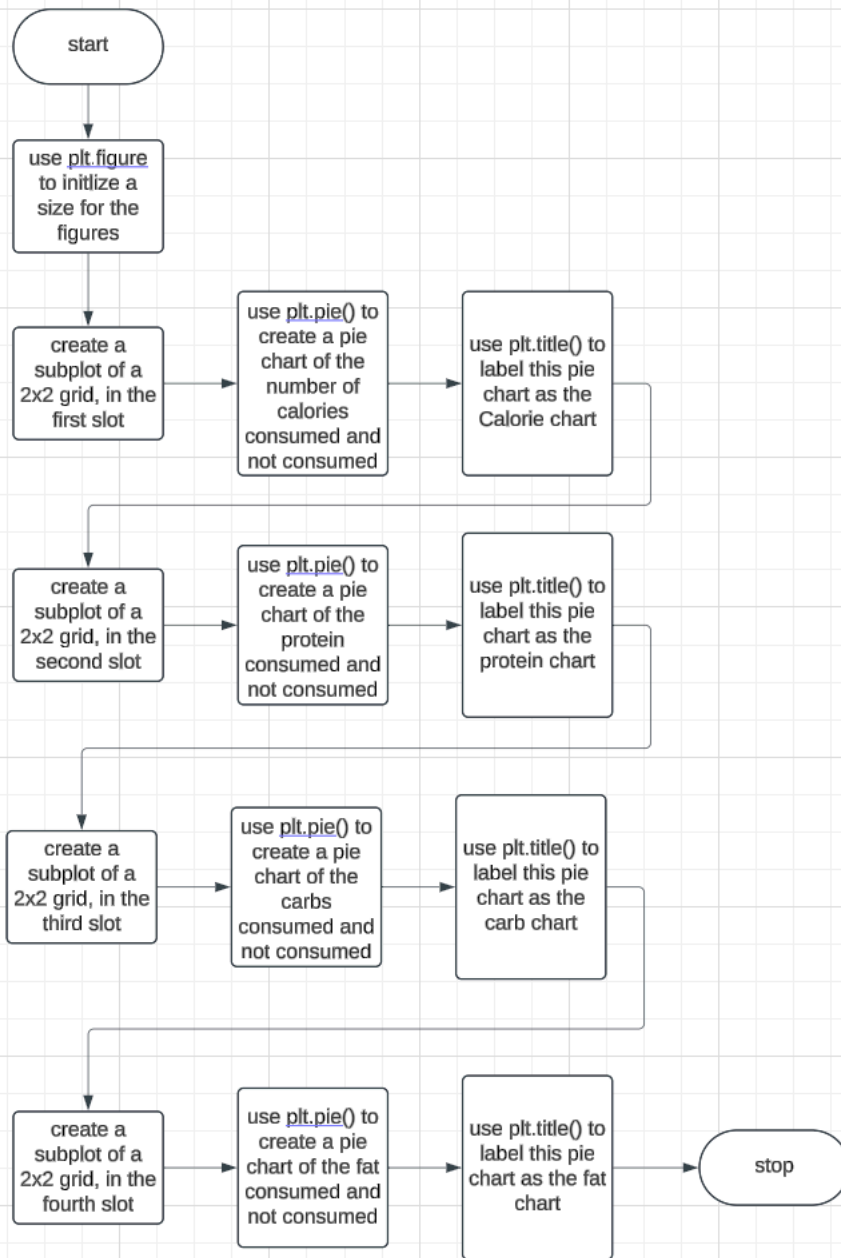 start
use plt.figure
to initlize a
size for the
figures
create a
subplot of a
2x2 grid, in the
first slot
use plt.pie() to
create a pie
chart of the
number of
calories
consumed and
not consumed
use plt.title() to
label this pie
chart as the
Calorie chart
create a
subplot of a
2x2 grid, in the
second slot
use plt.pie() to
create a pie
chart of the
protein
consumed and
not consumed
use plt.title() to
label this pie
chart as the
protein chart
create a
subplot of a
2x2 grid, in the
third slot
use plt.pie() to
create a pie
chart of the
carbs
consumed and
not consumed
use plt.title() to
label this pie
chart as the
carb chart
create a
subplot of a
2x2 grid, in the
fourth slot
use plt.pie() to
create a pie
chart of the fat
consumed and
not consumed
use plt.title() to
label this pie
chart as the fat
chart
stop